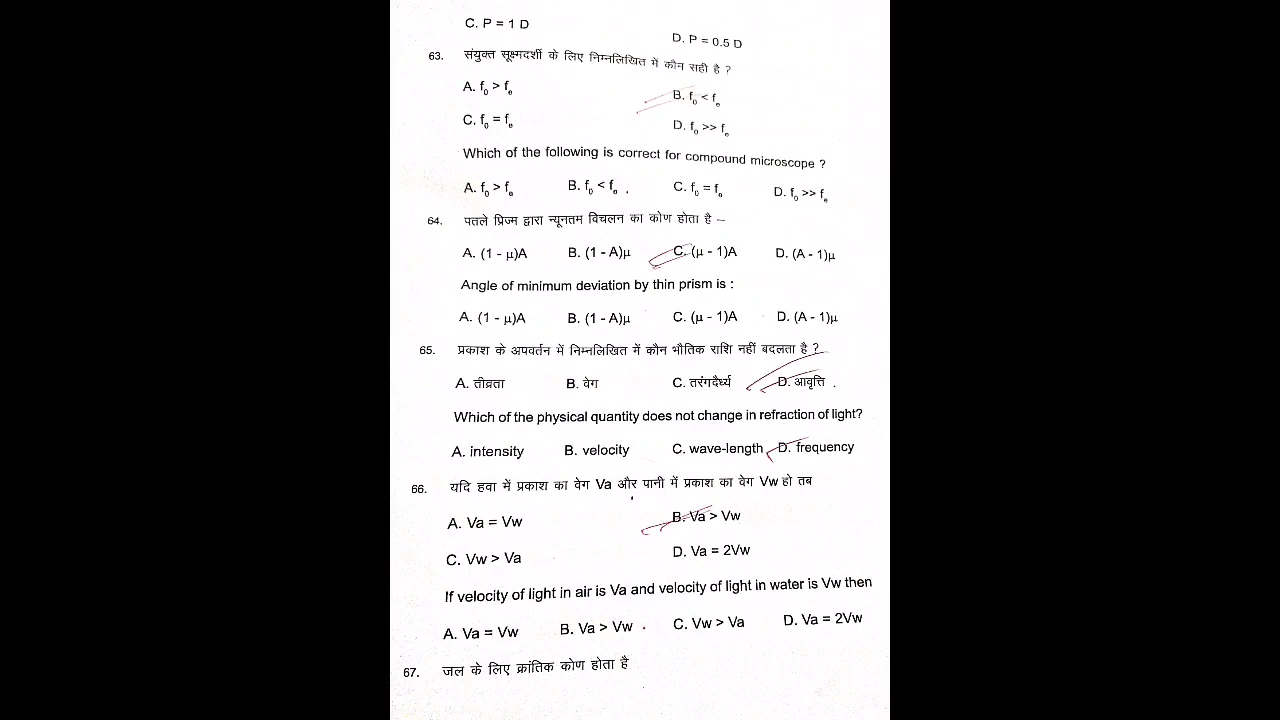 C. P = 1 D D. P = 0.5 D
63. संयुक्त सूक्ष्मदर्शी के लिए निम्नलिखित में कौन सही है ?
A. f₀ > fₑ B. f₀ < fₑ
C. f₀ = fₑ D. f₀ >> fₑ
Which of the following is correct for compound microscope ?
A. f₀ > fₑ B. f₀ < fₑ . C. f₀ = fₑ D. f₀ >> fₑ
64. पतले प्रिज्म द्वारा न्यूनतम विचलन का कोण होता है –
A. (1 - μ)A B. (1 - A)μ C. (μ - 1)A D. (A - 1)μ
Angle of minimum deviation by thin prism is :
A. (1 - μ)A B. (1 - A)μ C. (μ - 1)A D. (A - 1)μ
65. प्रकाश के अपवर्तन में निम्नलिखित में कौन भौतिक राशि नहीं बदलता है ?
A. तीव्रता B. वेग C. तरंगदैर्ध्य D. आवृत्ति .
Which of the physical quantity does not change in refraction of light?
A. intensity B. velocity C. wave-length D. frequency
66. यदि हवा में प्रकाश का वेग Va और पानी में प्रकाश का वेग Vw हो तब
A. Va = Vw B. Va > Vw
C. Vw > Va D. Va = 2Vw
If velocity of light in air is Va and velocity of light in water is Vw then
A. Va = Vw B. Va > Vw . C. Vw > Va D. Va = 2Vw
67. जल के लिए क्रांतिक कोण होता है